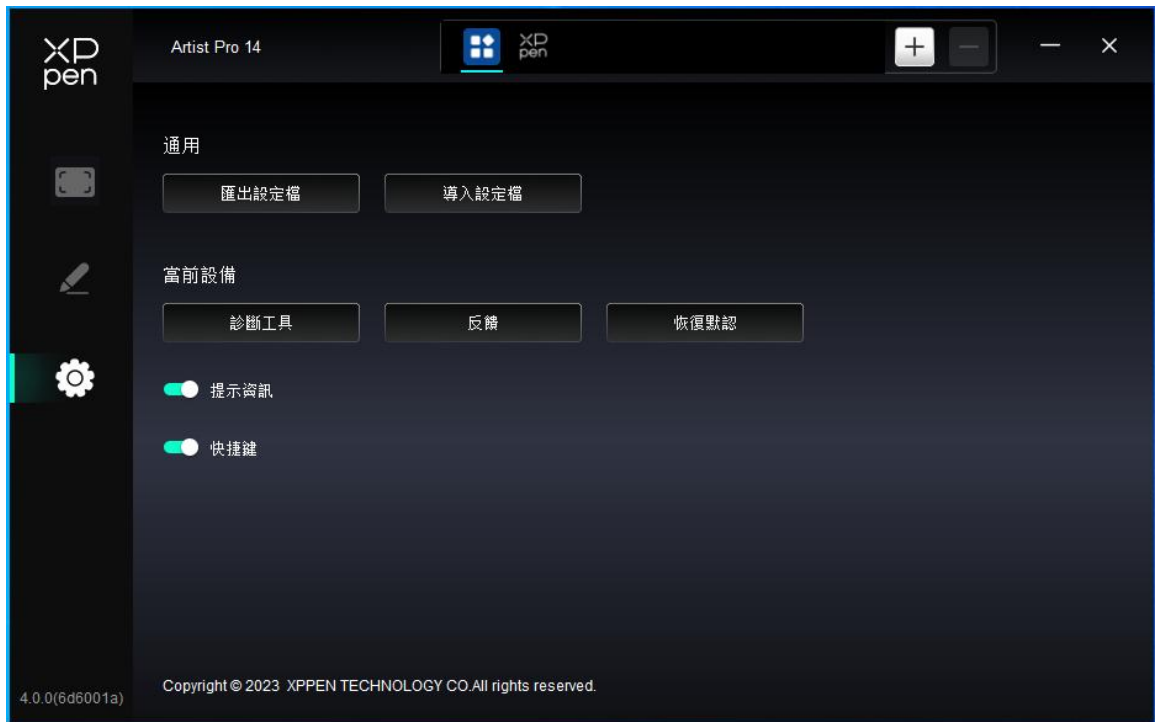 XP
pen
Artist Pro 14
XP
pen
通用
匯出設定檔
導入設定檔
當前設備
診斷工具
反饋
恢復默認
提示資訊
快捷鍵
4.0.0(6d6001a)
Copyright © 2023 XPPEN TECHNOLOGY CO.All rights reserved.